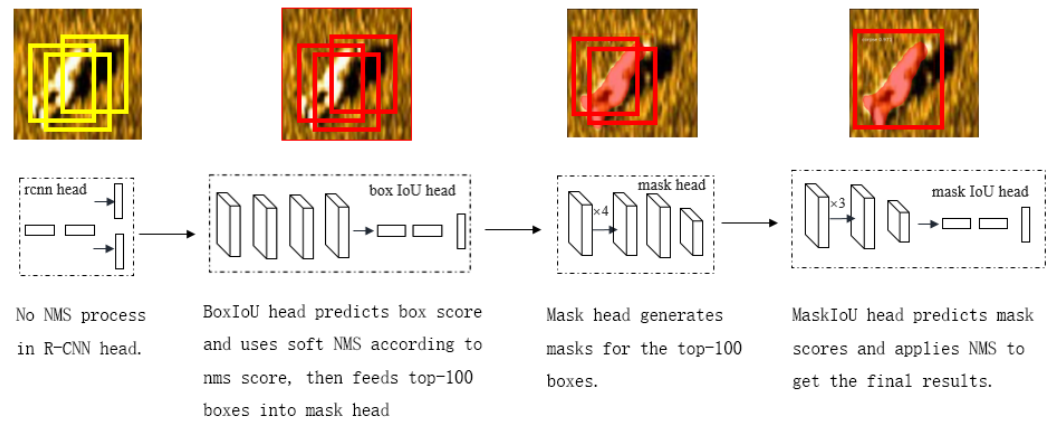 rcnn head
box IoU head
mask head
×4
mask IoU head
×3
No NMS process
in R-CNN head.
BoxIoU head predicts box score
and uses soft NMS according to
nms score, then feeds top-100
boxes into mask head
Mask head generates
masks for the top-100
boxes.
MaskIoU head predicts mask
scores and applies NMS to
get the final results.